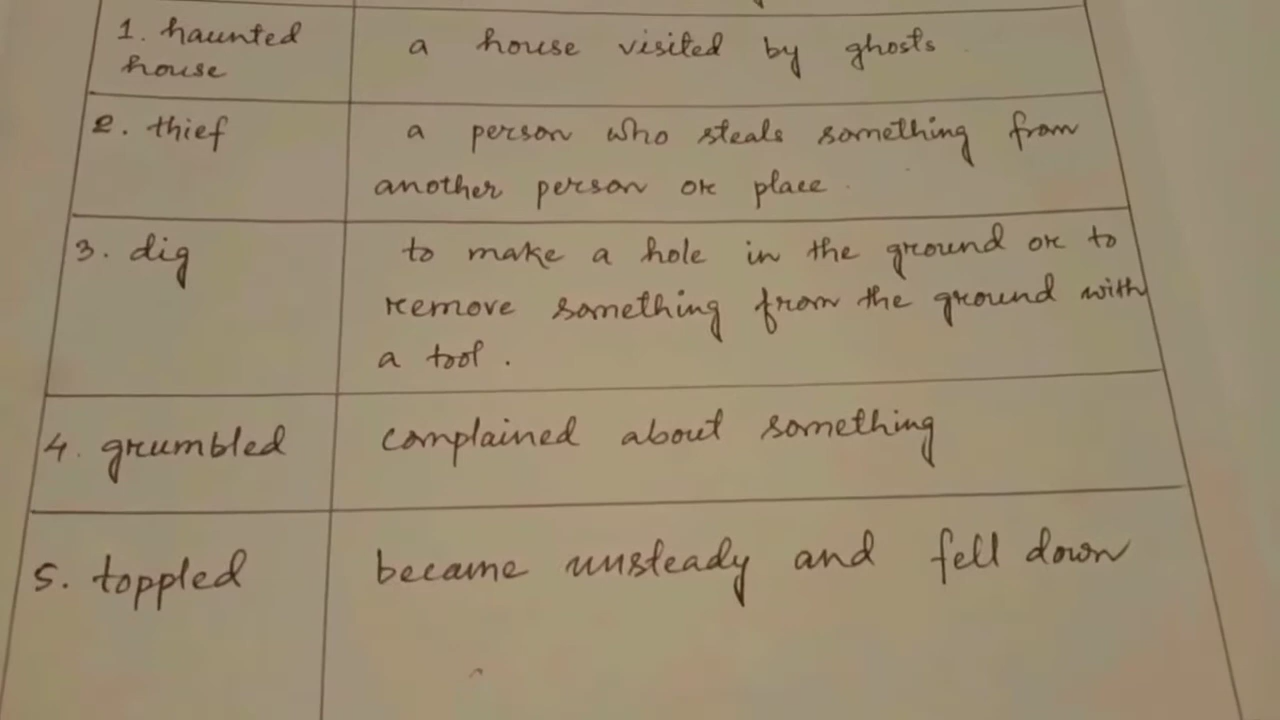 1. haunted house
a house visited by ghosts
2. thief
a person who steals something from
another person or place.
3. dig
to make a hole in the ground or to
remove something from the ground with
a tool.
4. grumbled
complained about something
5. toppled
became unsteady and fell down